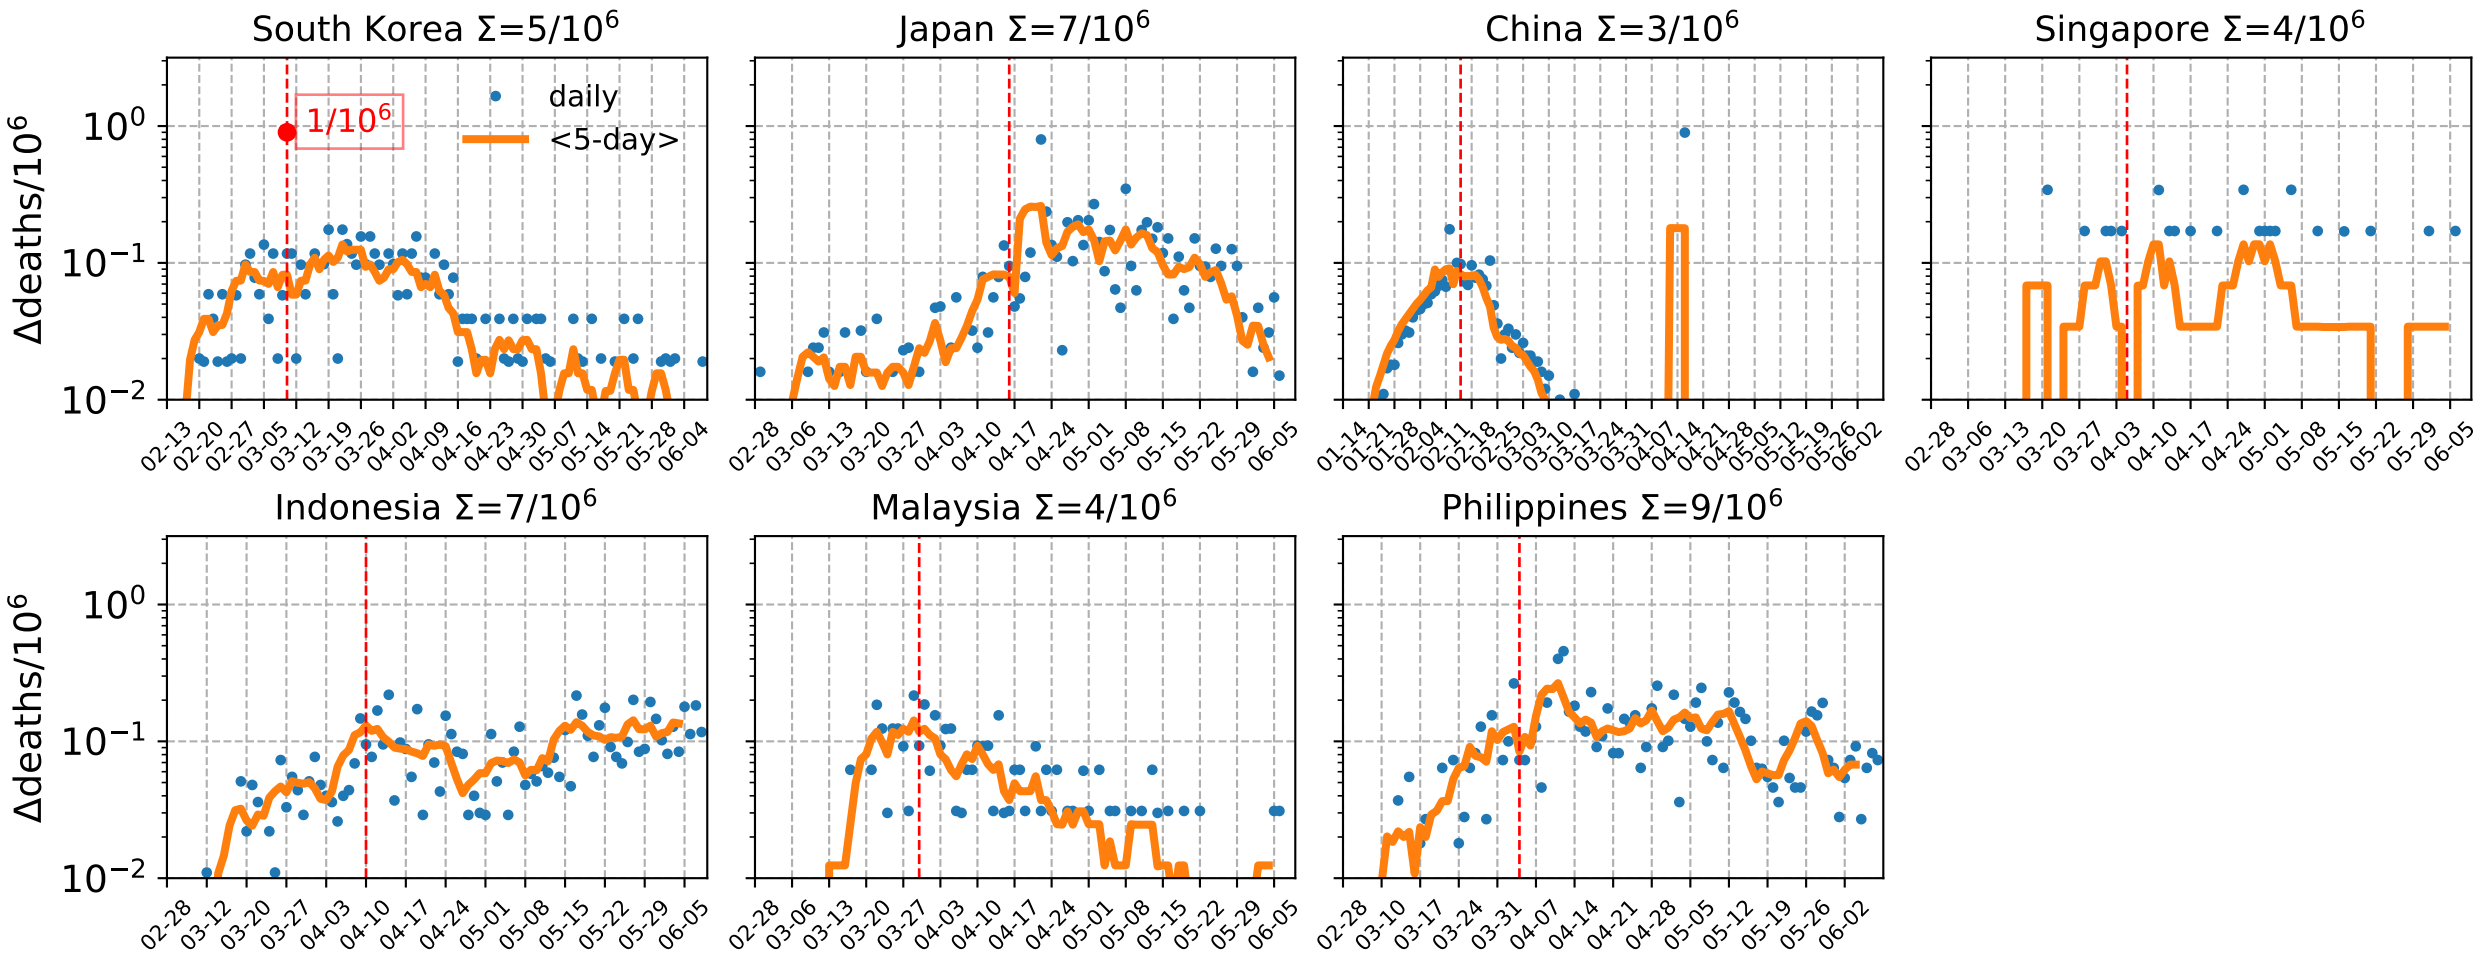 South Korea Σ=5/10⁶
Japan Σ=7/10⁶
China Σ=3/10⁶
Singapore Σ=4/10⁶
Δdeaths/10⁶
10⁰
10⁻¹
10⁻²
1/10⁶
daily
<5-day>
02-13 02-20 02-27 03-05 03-12 03-19 03-26 04-02 04-09 04-16 04-23 04-30 05-07 05-14 05-21 05-28 06-04
02-28 03-06 03-13 03-20 03-27 04-03 04-10 04-17 04-24 05-01 05-08 05-15 05-22 05-29 06-05
01-14 01-21 01-28 02-04 02-11 02-18 02-25 03-03 03-10 03-17 03-24 03-31 04-07 04-14 04-21 04-28 05-05 05-12 05-19 05-26 06-02
02-28 03-06 03-13 03-20 03-27 04-03 04-10 04-17 04-24 05-01 05-08 05-15 05-22 05-29 06-05
Indonesia Σ=7/10⁶
Malaysia Σ=4/10⁶
Philippines Σ=9/10⁶
Δdeaths/10⁶
10⁰
10⁻¹
10⁻²
02-28 03-12 03-20 03-27 04-03 04-10 04-17 04-24 05-01 05-08 05-15 05-22 05-29 06-05
02-28 03-06 03-13 03-20 03-27 04-03 04-10 04-17 04-24 05-01 05-08 05-15 05-22 05-29 06-05
02-28 03-10 03-17 03-24 03-31 04-07 04-14 04-21 04-28 05-05 05-12 05-19 05-26 06-02